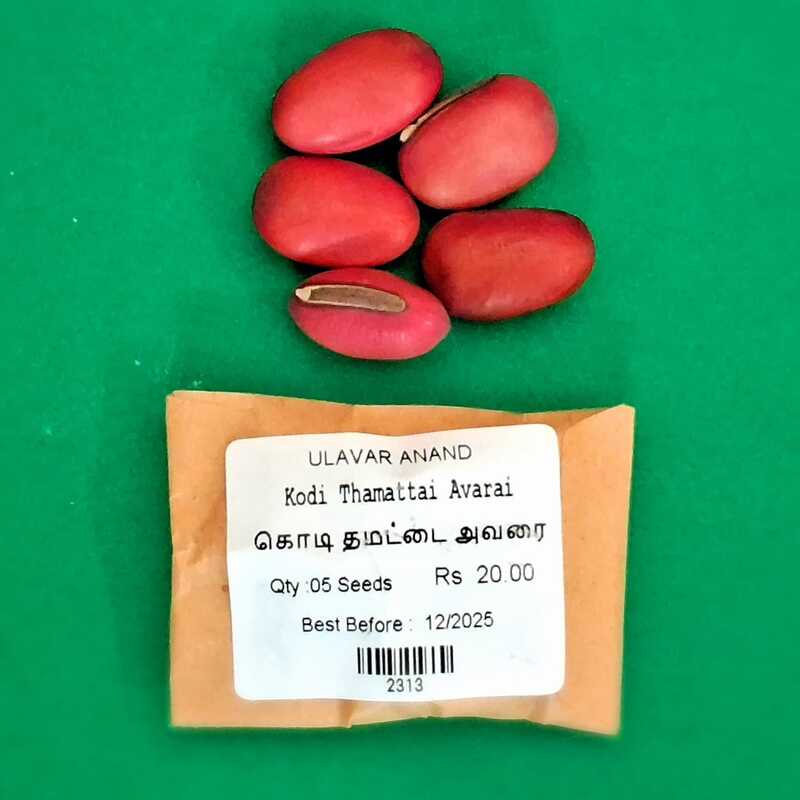 ULAVAR ANAND
Kodi Thamattai Avarai
கொடி தமட்டை அவரை
Qty :05 Seeds Rs 20.00
Best Before : 12/2025
2313